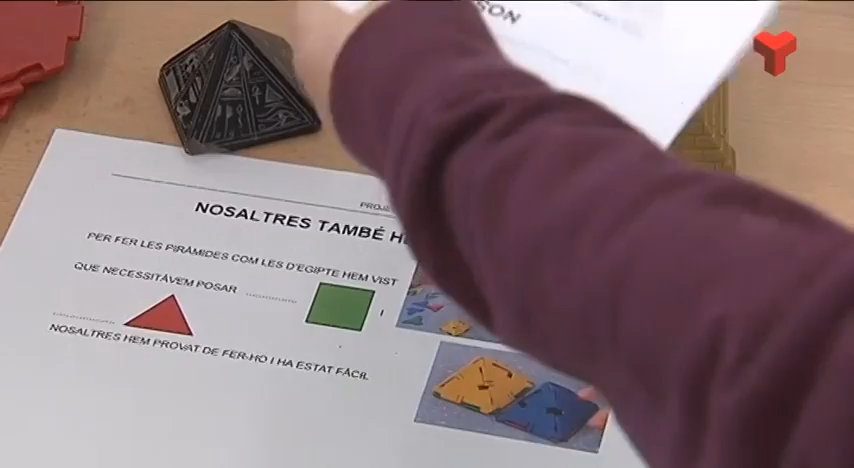 SON
PROJE
NOSALTRES TAMBÉ H
PER FER LES PIRÀMIDES COM LES D'EGIPTE HEM VIST
QUE NECESSITÀVEM POSAR .................. I
.................. NOSALTRES HEM PROVAT DE FER-HO I HA ESTAT FÀCIL.